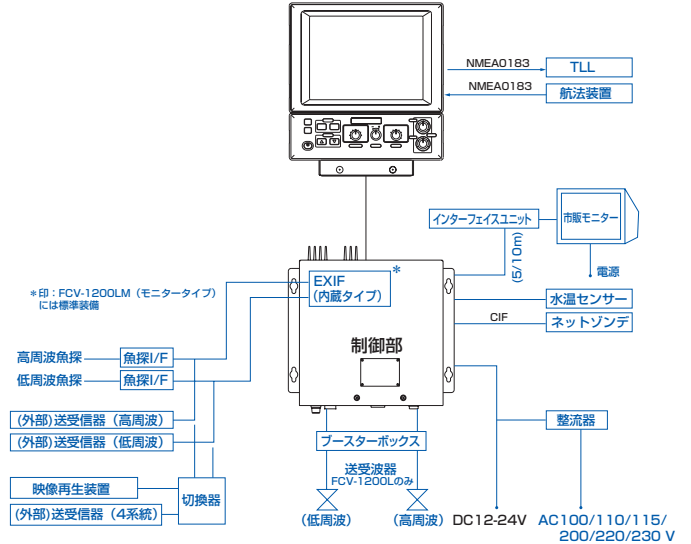 NMEA0183
TLL
NMEA0183
航法装置
インターフェイスユニット
市販モニター
(5/10m)
電源
EXIF
(内蔵タイプ)
*
*印:FCV-1200LM(モニタータイプ)
には標準装備
水温センサー
CIF
ネットゾンデ
制御部
高周波魚探
魚探I/F
低周波魚探
魚探I/F
(外部)送受信器(高周波)
(外部)送受信器(低周波)
整流器
ブースターボックス
送受波器
FCV-1200Lのみ
映像再生装置
切換器
(外部)送受信器(4系統)
(低周波)
(高周波)
DC12-24V
AC100/110/115/
200/220/230 V